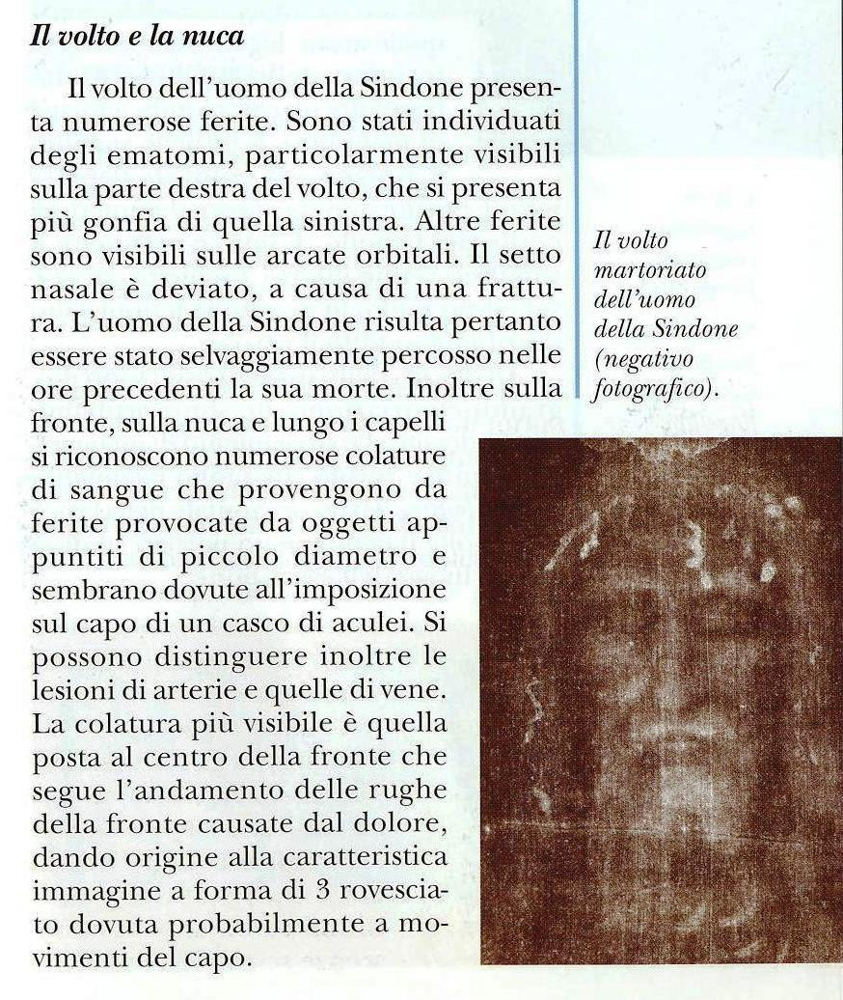 Il volto e la nuca
Il volto dell'uomo della Sindone presen-
ta numerose ferite. Sono stati individuati
degli ematomi, particolarmente visibili
sulla parte destra del volto, che si presenta
più gonfia di quella sinistra. Altre ferite
sono visibili sulle arcate orbitali. Il setto
nasale è deviato, a causa di una frattu-
ra. L'uomo della Sindone risulta pertanto
essere stato selvaggiamente percosso nelle
ore precedenti la sua morte. Inoltre sulla
fronte, sulla nuca e lungo i capelli
si riconoscono numerose colature
di sangue che provengono da
ferite provocate da oggetti ap-
puntiti di piccolo diametro e
sembrano dovute all'imposizione
sul capo di un casco di aculei. Si
possono distinguere inoltre le
lesioni di arterie e quelle di vene.
La colatura più visibile è quella
posta al centro della fronte che
segue l'andamento delle rughe
della fronte causate dal dolore,
dando origine alla caratteristica
immagine a forma di 3 rovescia-
to dovuta probabilmente a mo-
vimenti del capo.
Il volto
martoriato
dell'uomo
della Sindone
(negativo
fotografico).